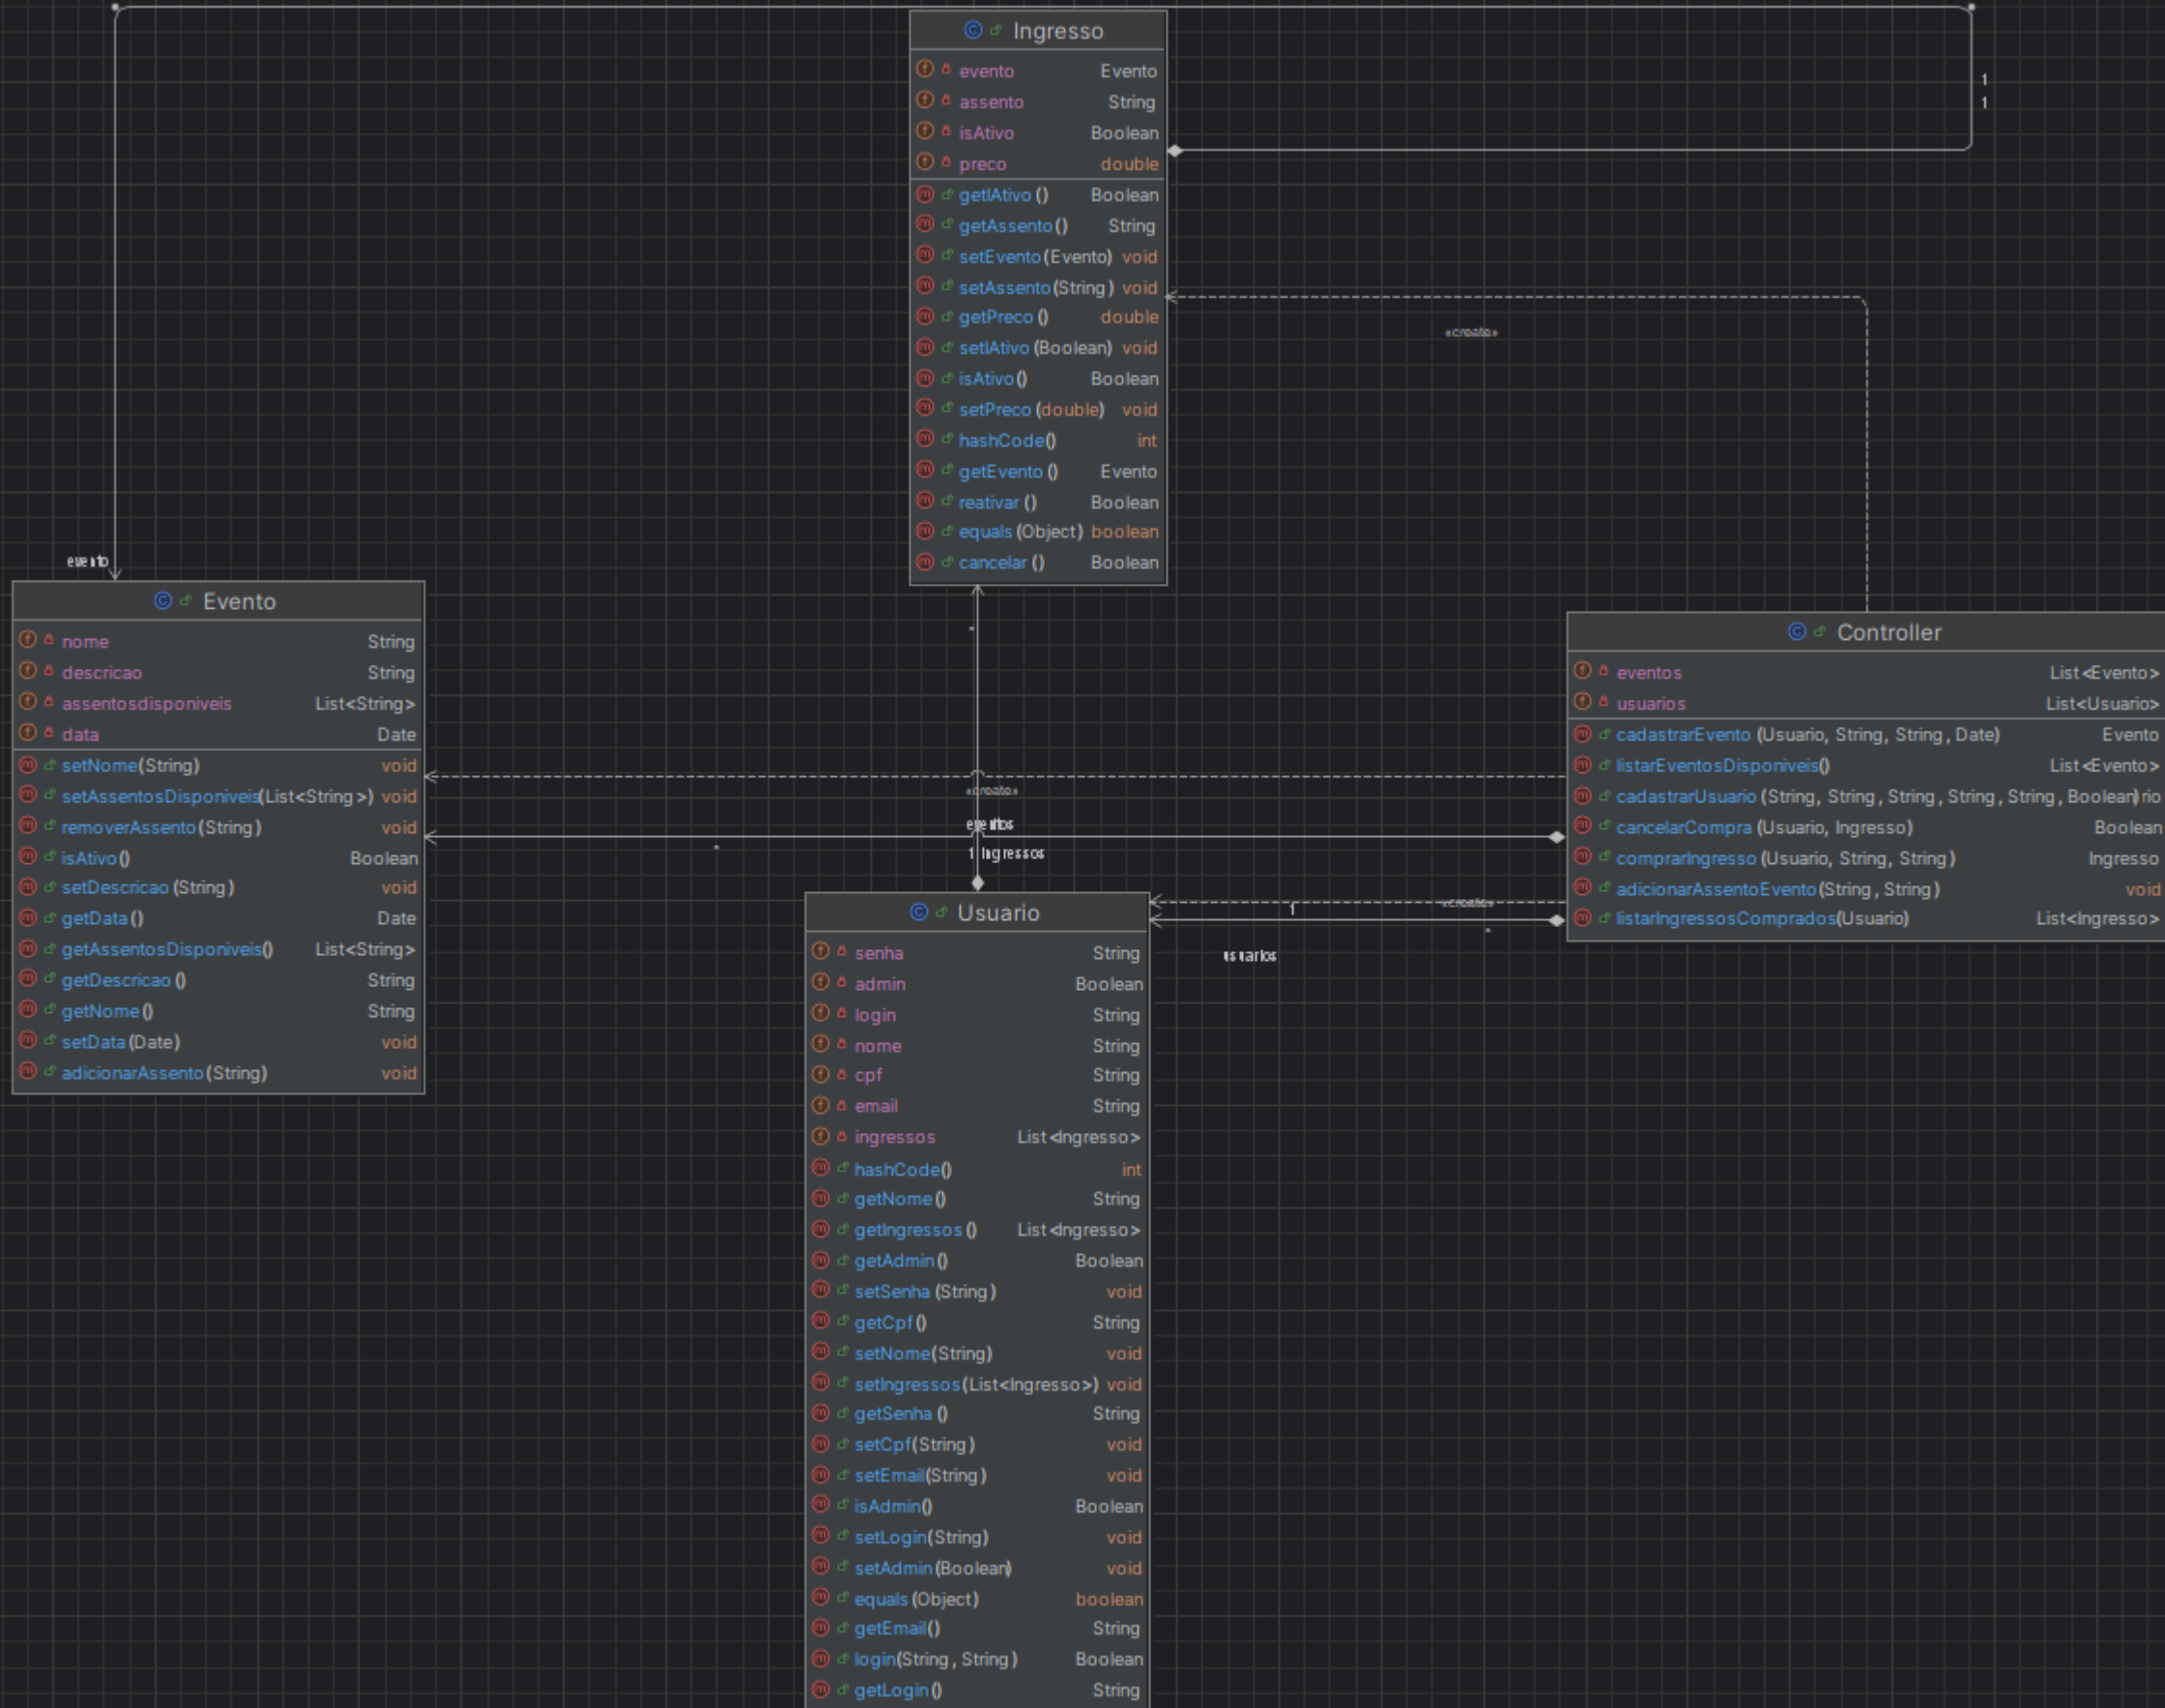 Ingresso
evento Evento
assento String
isAtivo Boolean
preco double
getIAtivo () Boolean
getAssento() String
setEvento(Evento) void
setAssento(String) void
getPreco () double
setIAtivo (Boolean) void
isAtivo() Boolean
setPreco (double) void
hashCode() int
getEvento () Evento
reativar () Boolean
equals(Object) boolean
cancelar () Boolean
1
1
«create»
evento
Evento
nome String
descricao String
assentosdisponiveis List<String>
data Date
setNome(String) void
setAssentosDisponiveis(List<String>) void
removerAssento(String) void
isAtivo() Boolean
setDescricao (String) void
getData () Date
getAssentosDisponiveis() List<String>
getDescricao () String
getNome () String
setData (Date) void
adicionarAssento (String) void
*
«create»
eventos
1 ingressos
*
Controller
eventos List<Evento>
usuarios List<Usuario>
cadastrarEvento (Usuario, String, String, Date) Evento
listarEventosDisponiveis() List<Evento>
cadastrarUsuario (String, String, String, String, String, Boolean)rio
cancelarCompra (Usuario, Ingresso) Boolean
comprarIngresso (Usuario, String, String) Ingresso
adicionarAssentoEvento(String, String) void
listarIngressosComprados(Usuario) List<Ingresso>
1
«create»
*
usuarios
Usuario
senha String
admin Boolean
login String
nome String
cpf String
email String
ingressos List<Ingresso>
hashCode() int
getNome () String
getIngressos () List<Ingresso>
getAdmin () Boolean
setSenha (String) void
getCpf () String
setNome(String) void
setIngressos (List<Ingresso>) void
getSenha () String
setCpf(String) void
setEmail(String) void
isAdmin() Boolean
setLogin(String) void
setAdmin (Boolean) void
equals (Object) boolean
getEmail() String
login(String, String) Boolean
getLogin() String